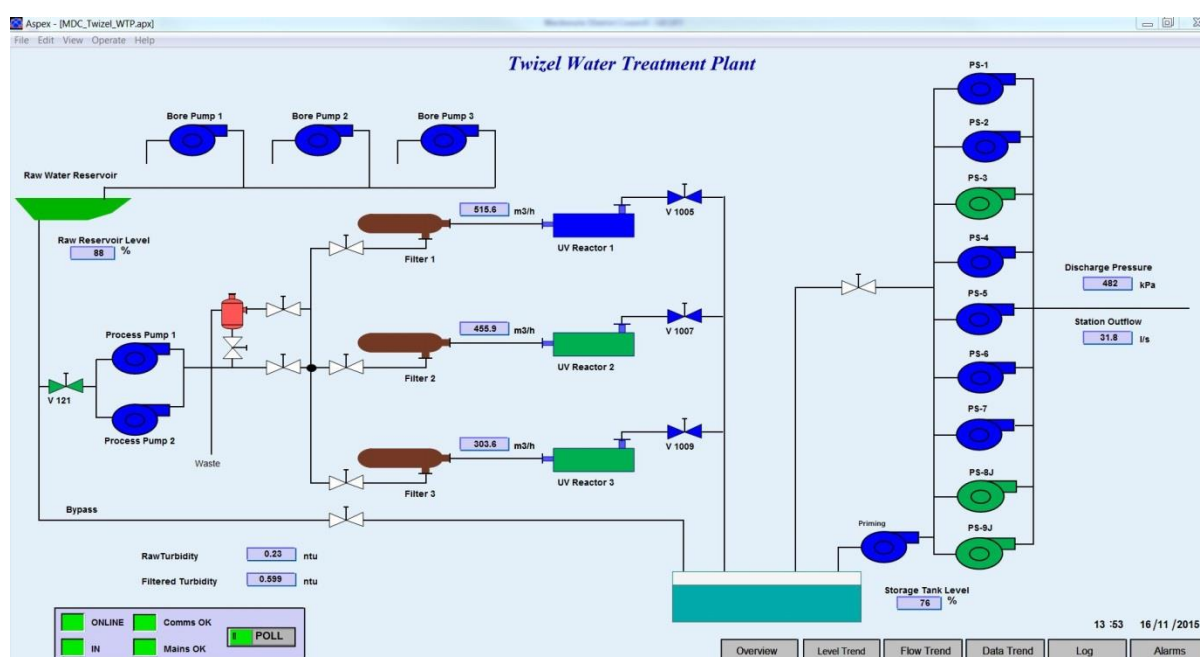 Aspex - [MDC_Twizel_WTP.apx]
File Edit View Operate Help
Twizel Water Treatment Plant
Bore Pump 1
Bore Pump 2
Bore Pump 3
Raw Water Reservoir
Raw Reservoir Level
88 %
Process Pump 1
V 121
Process Pump 2
Waste
Bypass
515.6 m3/h
Filter 1
UV Reactor 1
V 1005
455.9 m3/h
Filter 2
UV Reactor 2
V 1007
303.6 m3/h
Filter 3
UV Reactor 3
V 1009
PS-1
PS-2
PS-3
PS-4
PS-5
PS-6
PS-7
PS-8J
PS-9J
Discharge Pressure
482 kPa
Station Outflow
31.8 l/s
Priming
Storage Tank Level
76 %
RawTurbidity 0.23 ntu
Filtered Turbidity 0.599 ntu
ONLINE Comms OK
POLL
IN Mains OK
13 :53 16 /11 /2015
Overview Level Trend Flow Trend Data Trend Log Alarms